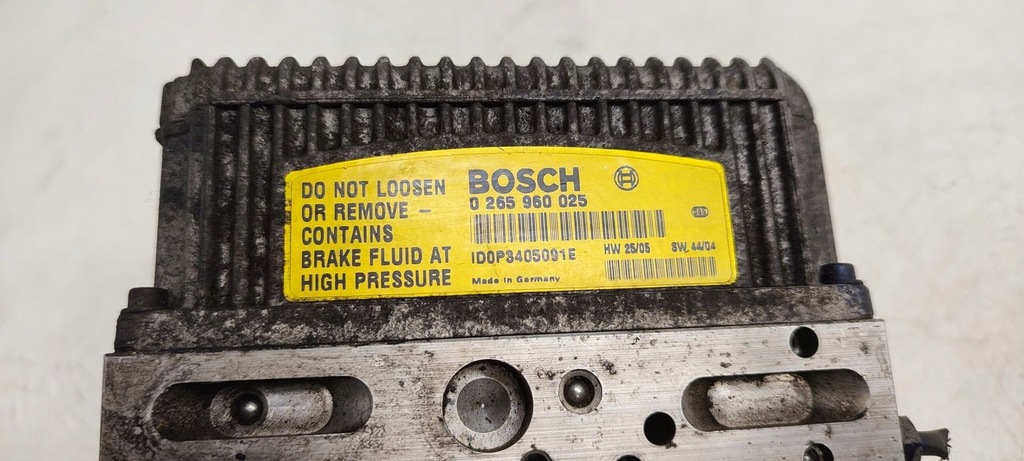 DO NOT LOOSEN
OR REMOVE -
CONTAINS
BRAKE FLUID AT
HIGH PRESSURE
BOSCH
0 265 960 025
ID0P3405091E
HW 25/05
SW 44/04
Made in Germany